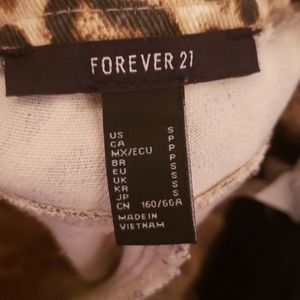 FOREVER 21
US S
CA P
MX/ECU P
BR P
EU S
UK S
KR S
JP S
CN 160/66A
MADE IN
VIETNAM